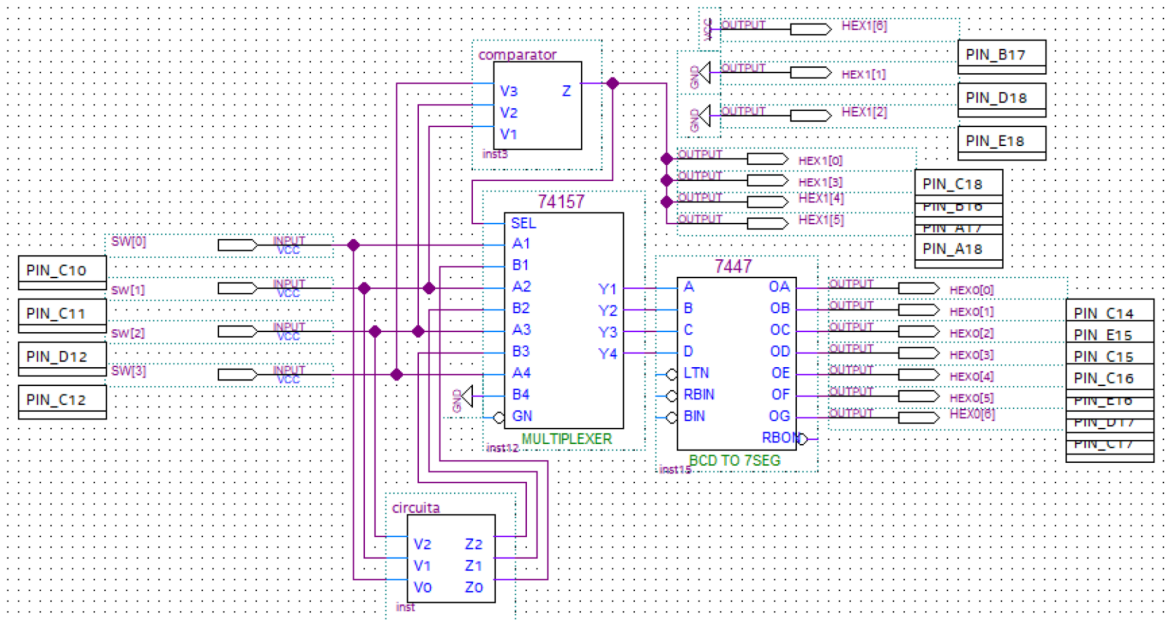 VCC OUTPUT HEX1[6]
PIN_B17
GND OUTPUT HEX1[1]
PIN_D18
GND OUTPUT HEX1[2]
PIN_E18
comparator
V3 Z
V2
V1
inst3
OUTPUT HEX1[0]
OUTPUT HEX1[3]
OUTPUT HEX1[4]
OUTPUT HEX1[5]
PIN_C18
PIN_B16
PIN_A17
PIN_A18
74157
SEL
A1
B1
A2 Y1
B2 Y2
A3 Y3
B3 Y4
A4
GND B4
GN
MULTIPLEXER
inst12
SW[0] INPUT VCC
PIN_C10
SW[1] INPUT VCC
PIN_C11
SW[2] INPUT VCC
PIN_D12
SW[3] INPUT VCC
PIN_C12
7447
A OA
B OB
C OC
D OD
LTN OE
RBIN OF
BIN OG
RBON
BCD TO 7SEG
inst15
OUTPUT HEX0[0]
OUTPUT HEX0[1]
OUTPUT HEX0[2]
OUTPUT HEX0[3]
OUTPUT HEX0[4]
OUTPUT HEX0[5]
OUTPUT HEX0[6]
PIN_C14
PIN_E15
PIN_C15
PIN_C16
PIN_E16
PIN_D17
PIN_C17
circuita
V2 Z2
V1 Z1
V0 Z0
inst